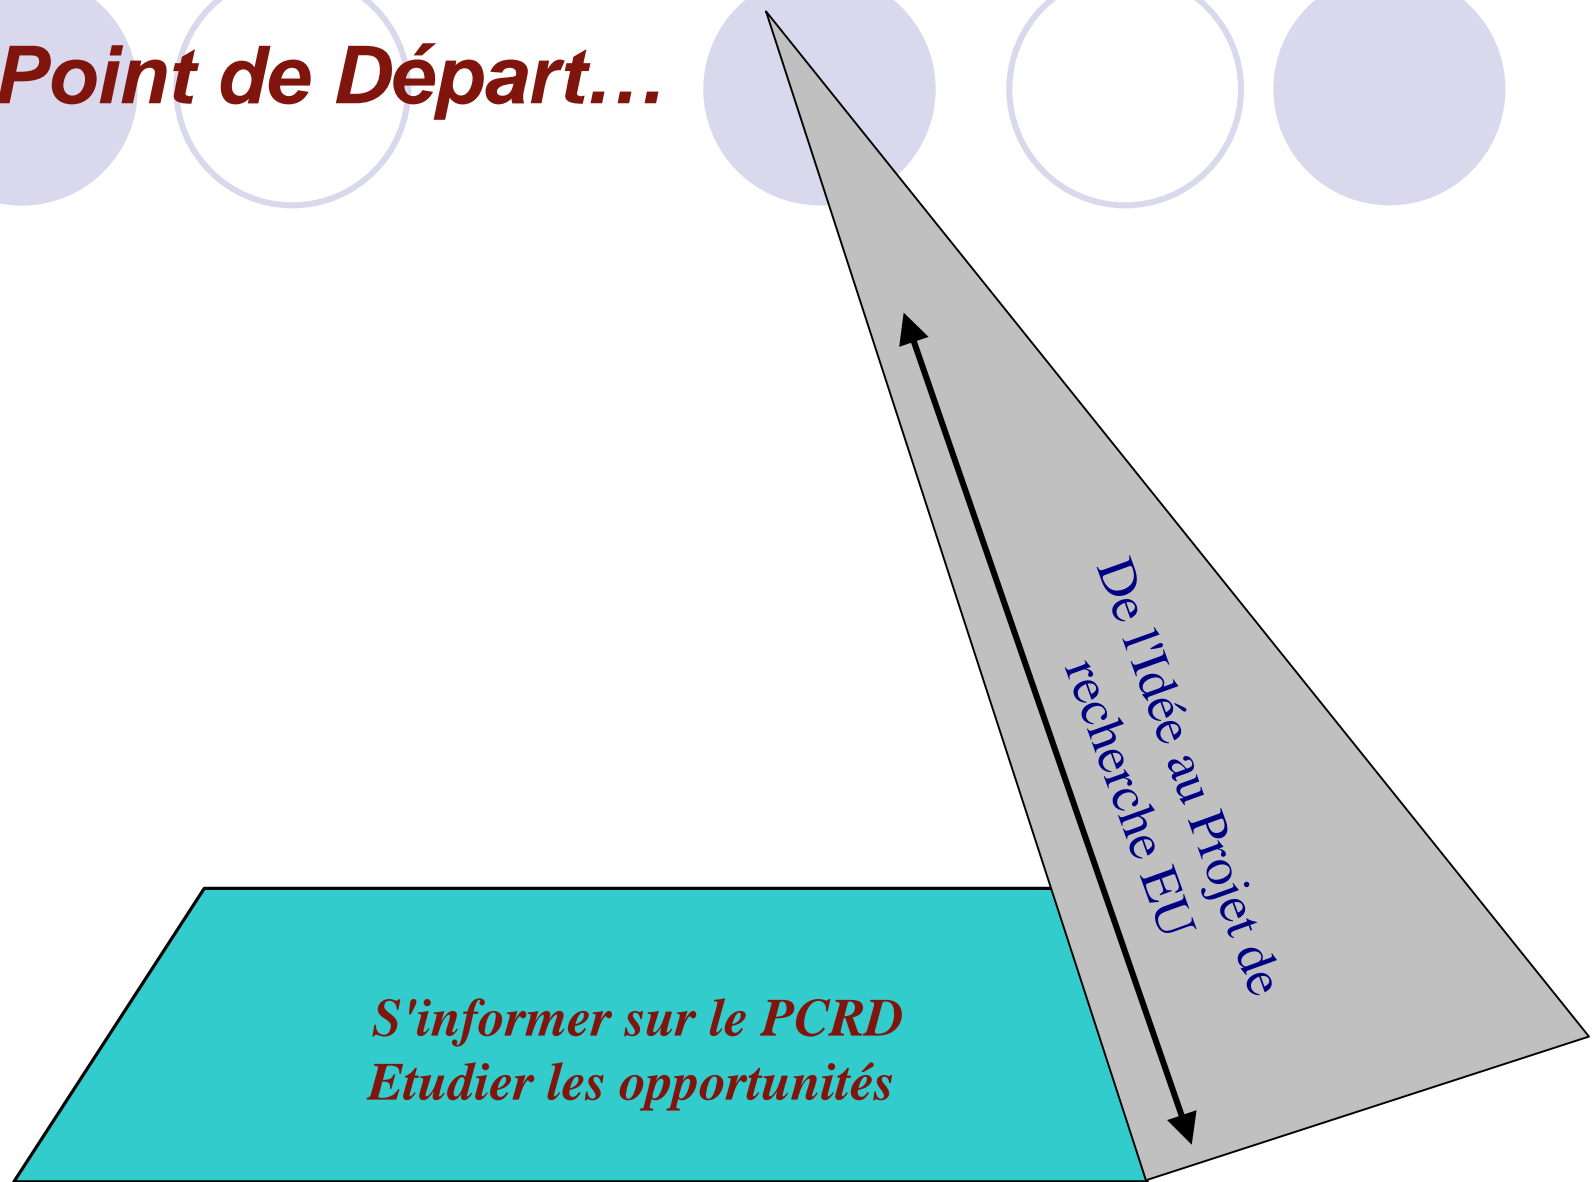 Point de Départ…
De l'Idée au Projet de
recherche EU
S'informer sur le PCRD
Etudier les opportunités